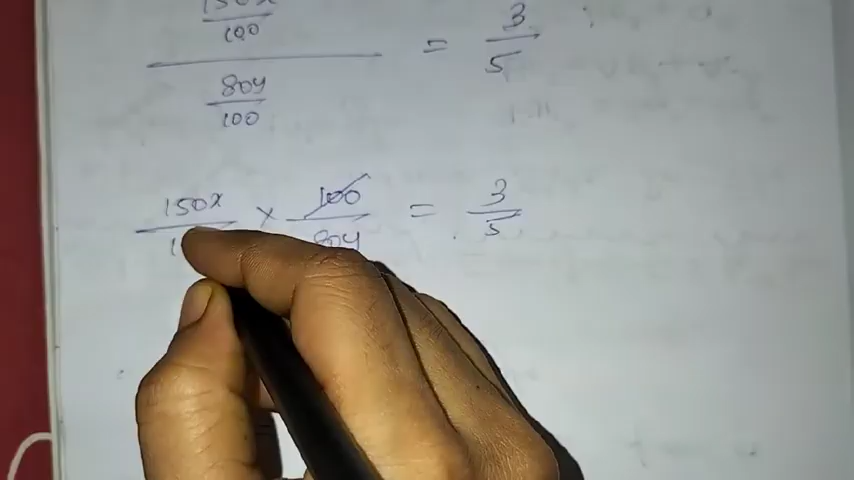 150x
100
= 3
5
80y
100
150x × 100 = 3
80y 5